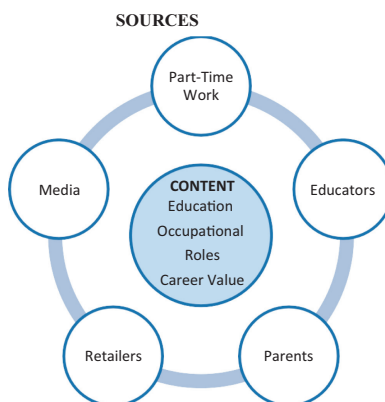 SOURCES
Part-Time
Work
Media
CONTENT
Education
Occupational
Roles
Career Value
Educators
Retailers
Parents